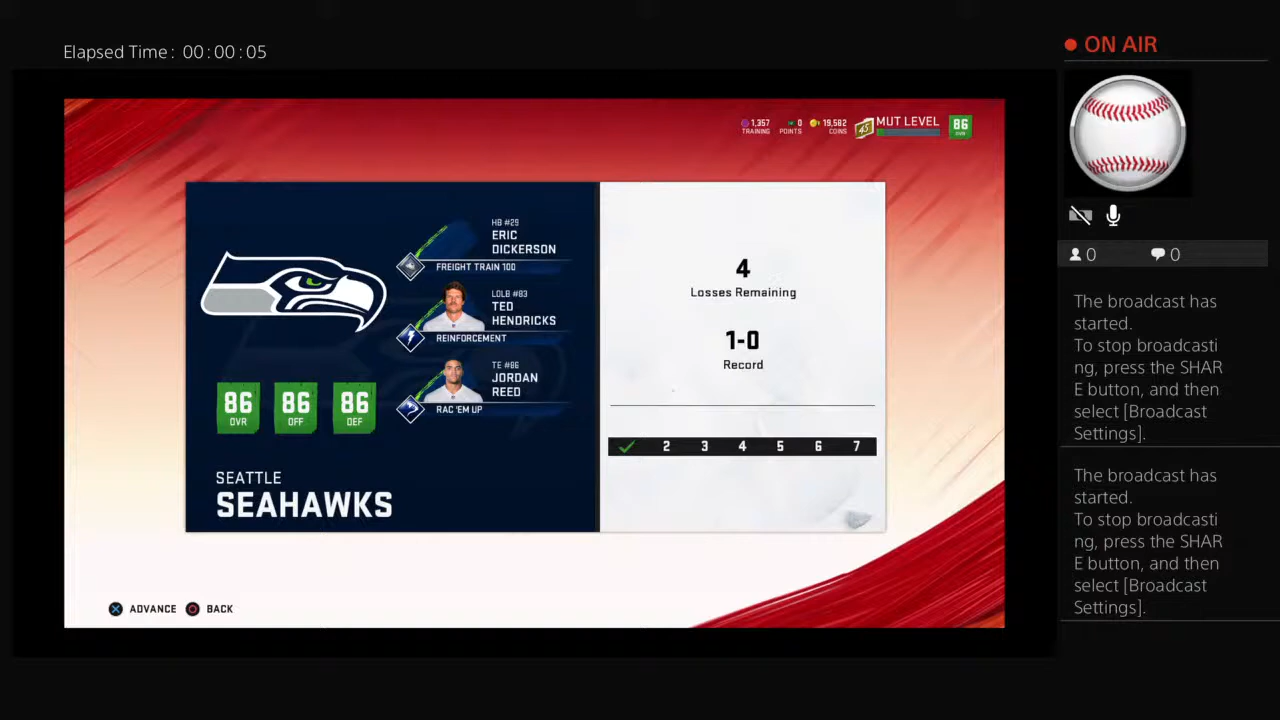 Elapsed Time: 00:00:05
ON AIR
1,357
TRAINING
0
POINTS
19,582
COINS
45
MUT LEVEL
86
OVR
HB #29
ERIC
DICKERSON
FREIGHT TRAIN 100
LOLB #83
TED
HENDRICKS
REINFORCEMENT
TE #86
JORDAN
REED
RAC 'EM UP
86
OVR
86
OFF
86
DEF
SEATTLE
SEAHAWKS
4
Losses Remaining
1-0
Record
2 3 4 5 6 7
ADVANCE BACK
0 0
The broadcast has
started.
To stop broadcasti
ng, press the SHAR
E button, and then
select [Broadcast
Settings].
The broadcast has
started.
To stop broadcasti
ng, press the SHAR
E button, and then
select [Broadcast
Settings].